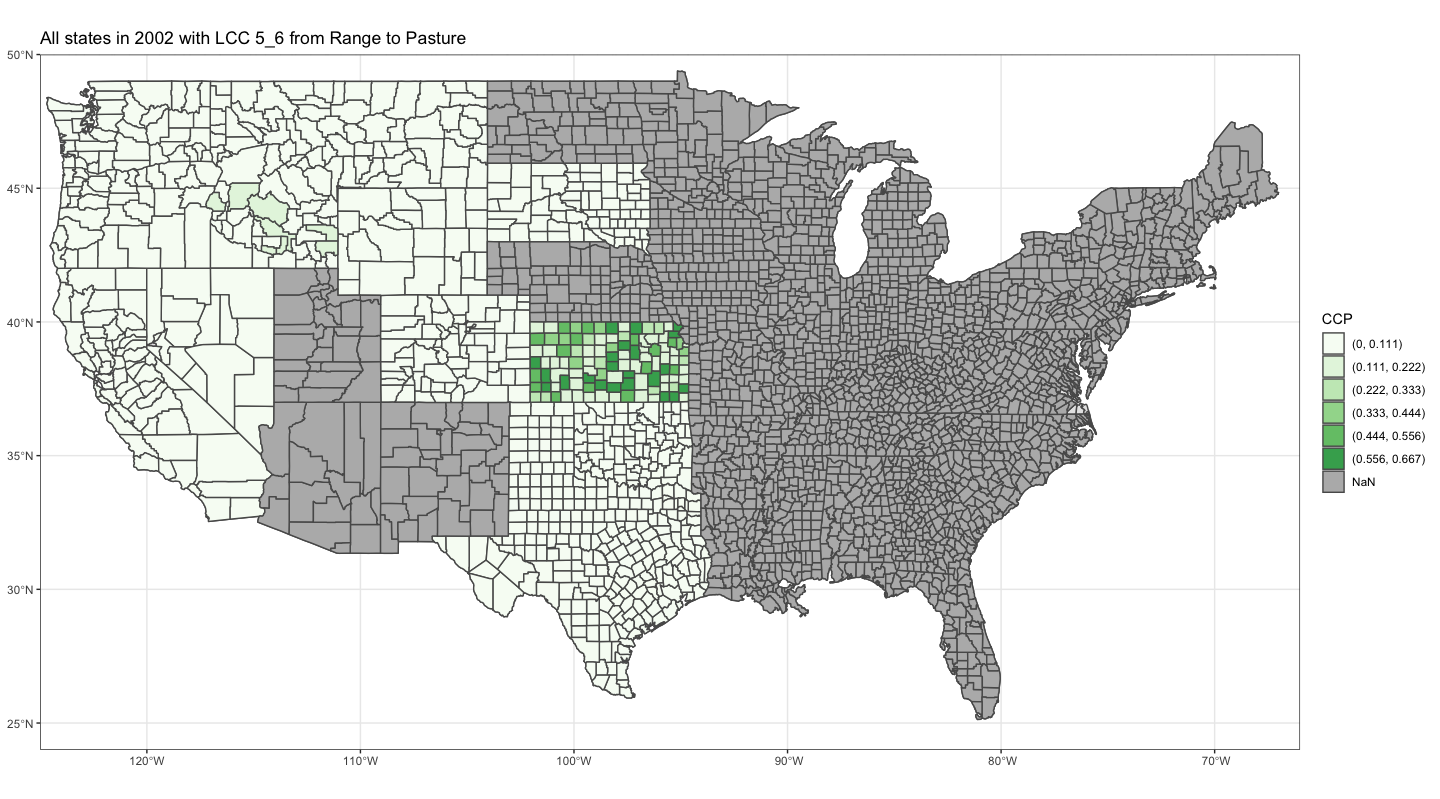 All states in 2002 with LCC 5_6 from Range to Pasture
50°N
45°N
40°N
35°N
30°N
25°N
120°W
110°W
100°W
90°W
80°W
70°W
CCP
(0, 0.111)
(0.111, 0.222)
(0.222, 0.333)
(0.333, 0.444)
(0.444, 0.556)
(0.556, 0.667)
NaN